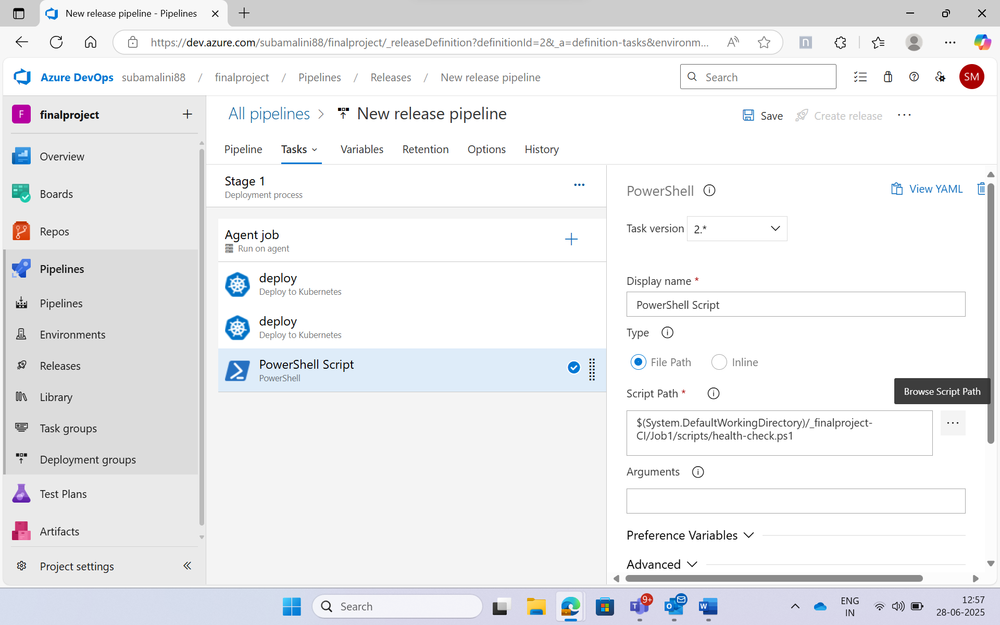 New release pipeline - Pipelines
https://dev.azure.com/subamalini88/finalproject/_releaseDefinition?definitionId=2&_a=definition-tasks&environm...
Azure DevOps subamalini88 / finalproject / Pipelines / Releases / New release pipeline
Search
SM
F finalproject
Overview
Boards
Repos
Pipelines
Pipelines
Environments
Releases
Library
Task groups
Deployment groups
Test Plans
Artifacts
Project settings
All pipelines > New release pipeline
Save
Create release
Pipeline
Tasks
Variables
Retention
Options
History
Stage 1
Deployment process
Agent job
Run on agent
deploy
Deploy to Kubernetes
deploy
Deploy to Kubernetes
PowerShell Script
PowerShell
PowerShell
View YAML
Task version
2.*
Display name *
PowerShell Script
Type
File Path
Inline
Script Path *
Browse Script Path
$(System.DefaultWorkingDirectory)/_finalproject-
CI/Job1/scripts/health-check.ps1
Arguments
Preference Variables
Advanced
Search
9+
ENG
IN
12:57
28-06-2025